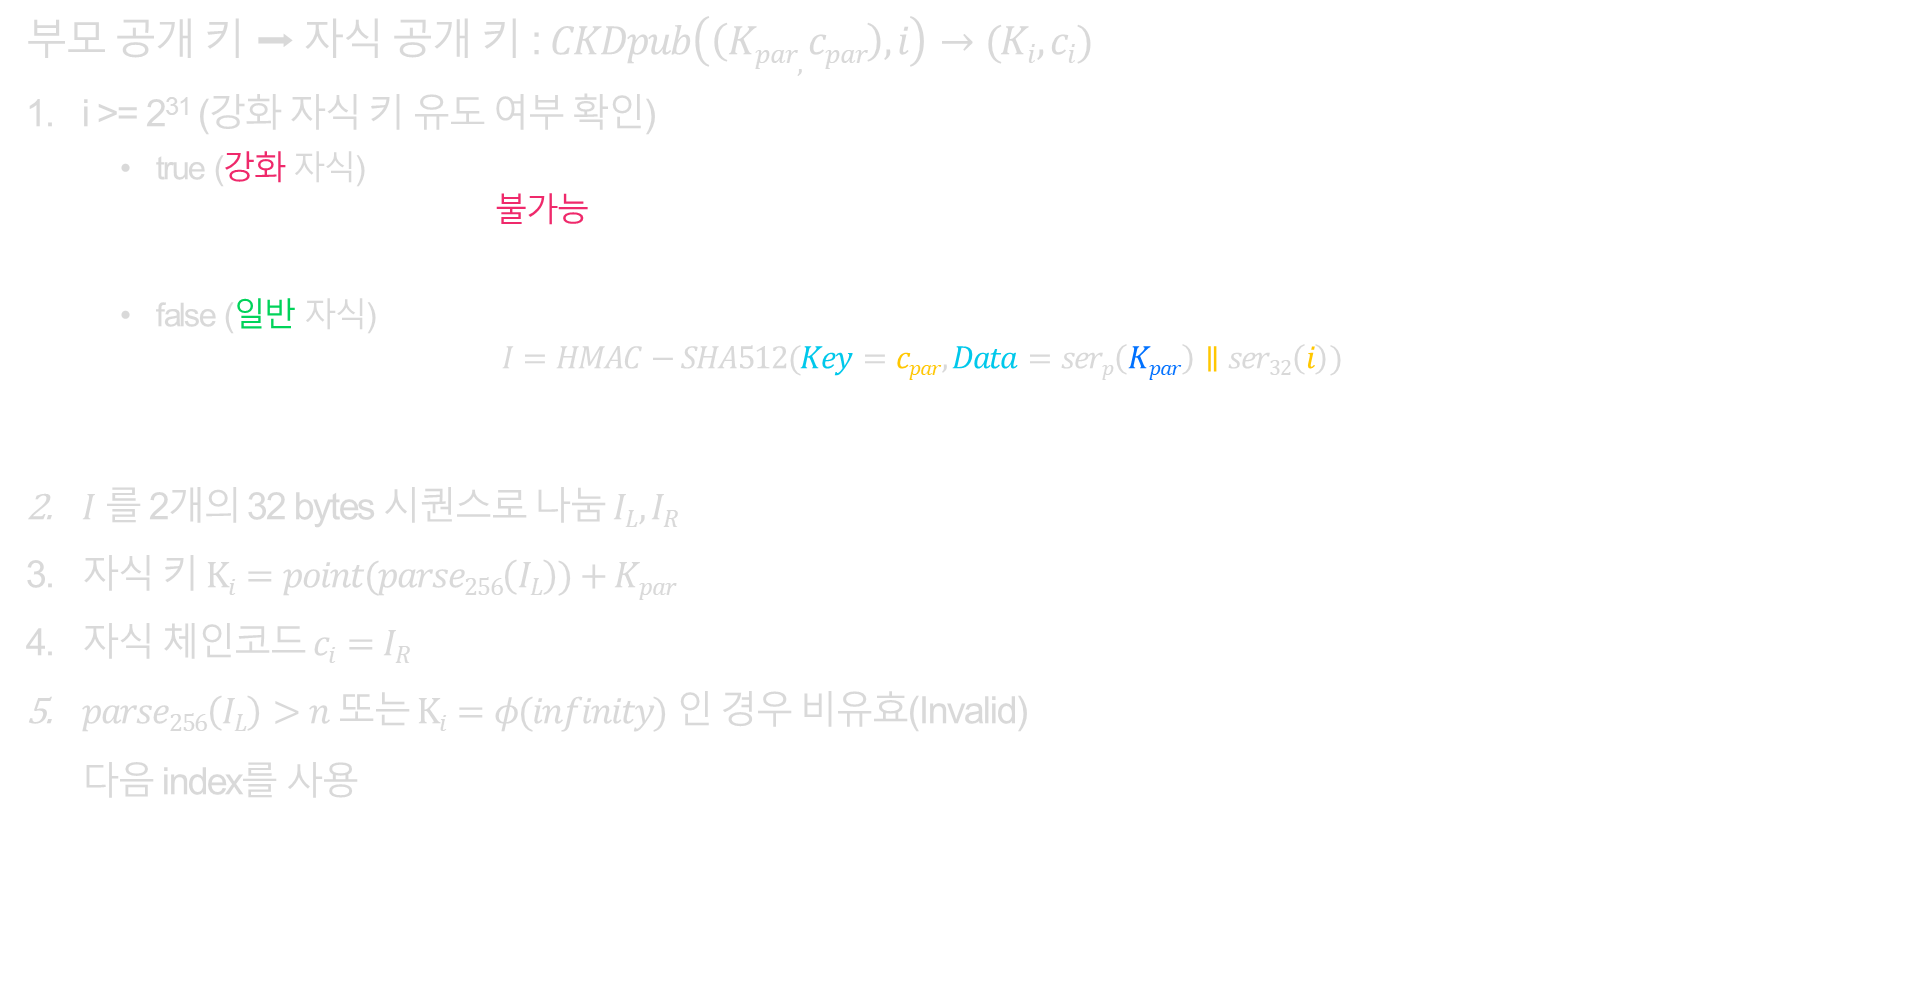 부모 공개 키 ➡ 자식 공개 키 : CKDpub((K_par, c_par), i) → (K_i, c_i)
1. i >= 2³¹ (강화 자식 키 유도 여부 확인)
• true (강화 자식)
불가능
• false (일반 자식)
I = HMAC − SHA512(Key = c_par, Data = ser_p(K_par) ∥ ser_32(i))
2. I 를 2개의 32 bytes 시퀀스로 나눔 I_L, I_R
3. 자식 키 K_i = point(parse_256(I_L)) + K_par
4. 자식 체인코드 c_i = I_R
5. parse_256(I_L) > n 또는 K_i = ϕ(infinity) 인 경우 비유효(Invalid)
다음 index를 사용